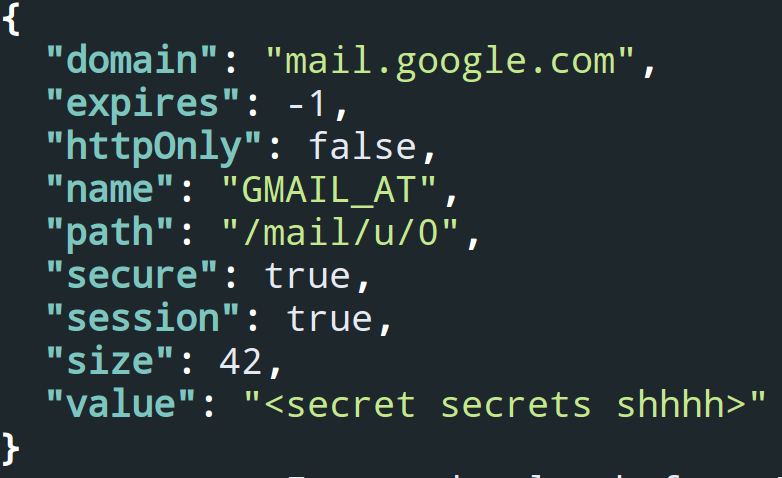 {
"domain": "mail.google.com",
"expires": -1,
"httpOnly": false,
"name": "GMAIL_AT",
"path": "/mail/u/0",
"secure": true,
"session": true,
"size": 42,
"value": "<secret secrets shhhh>"
}